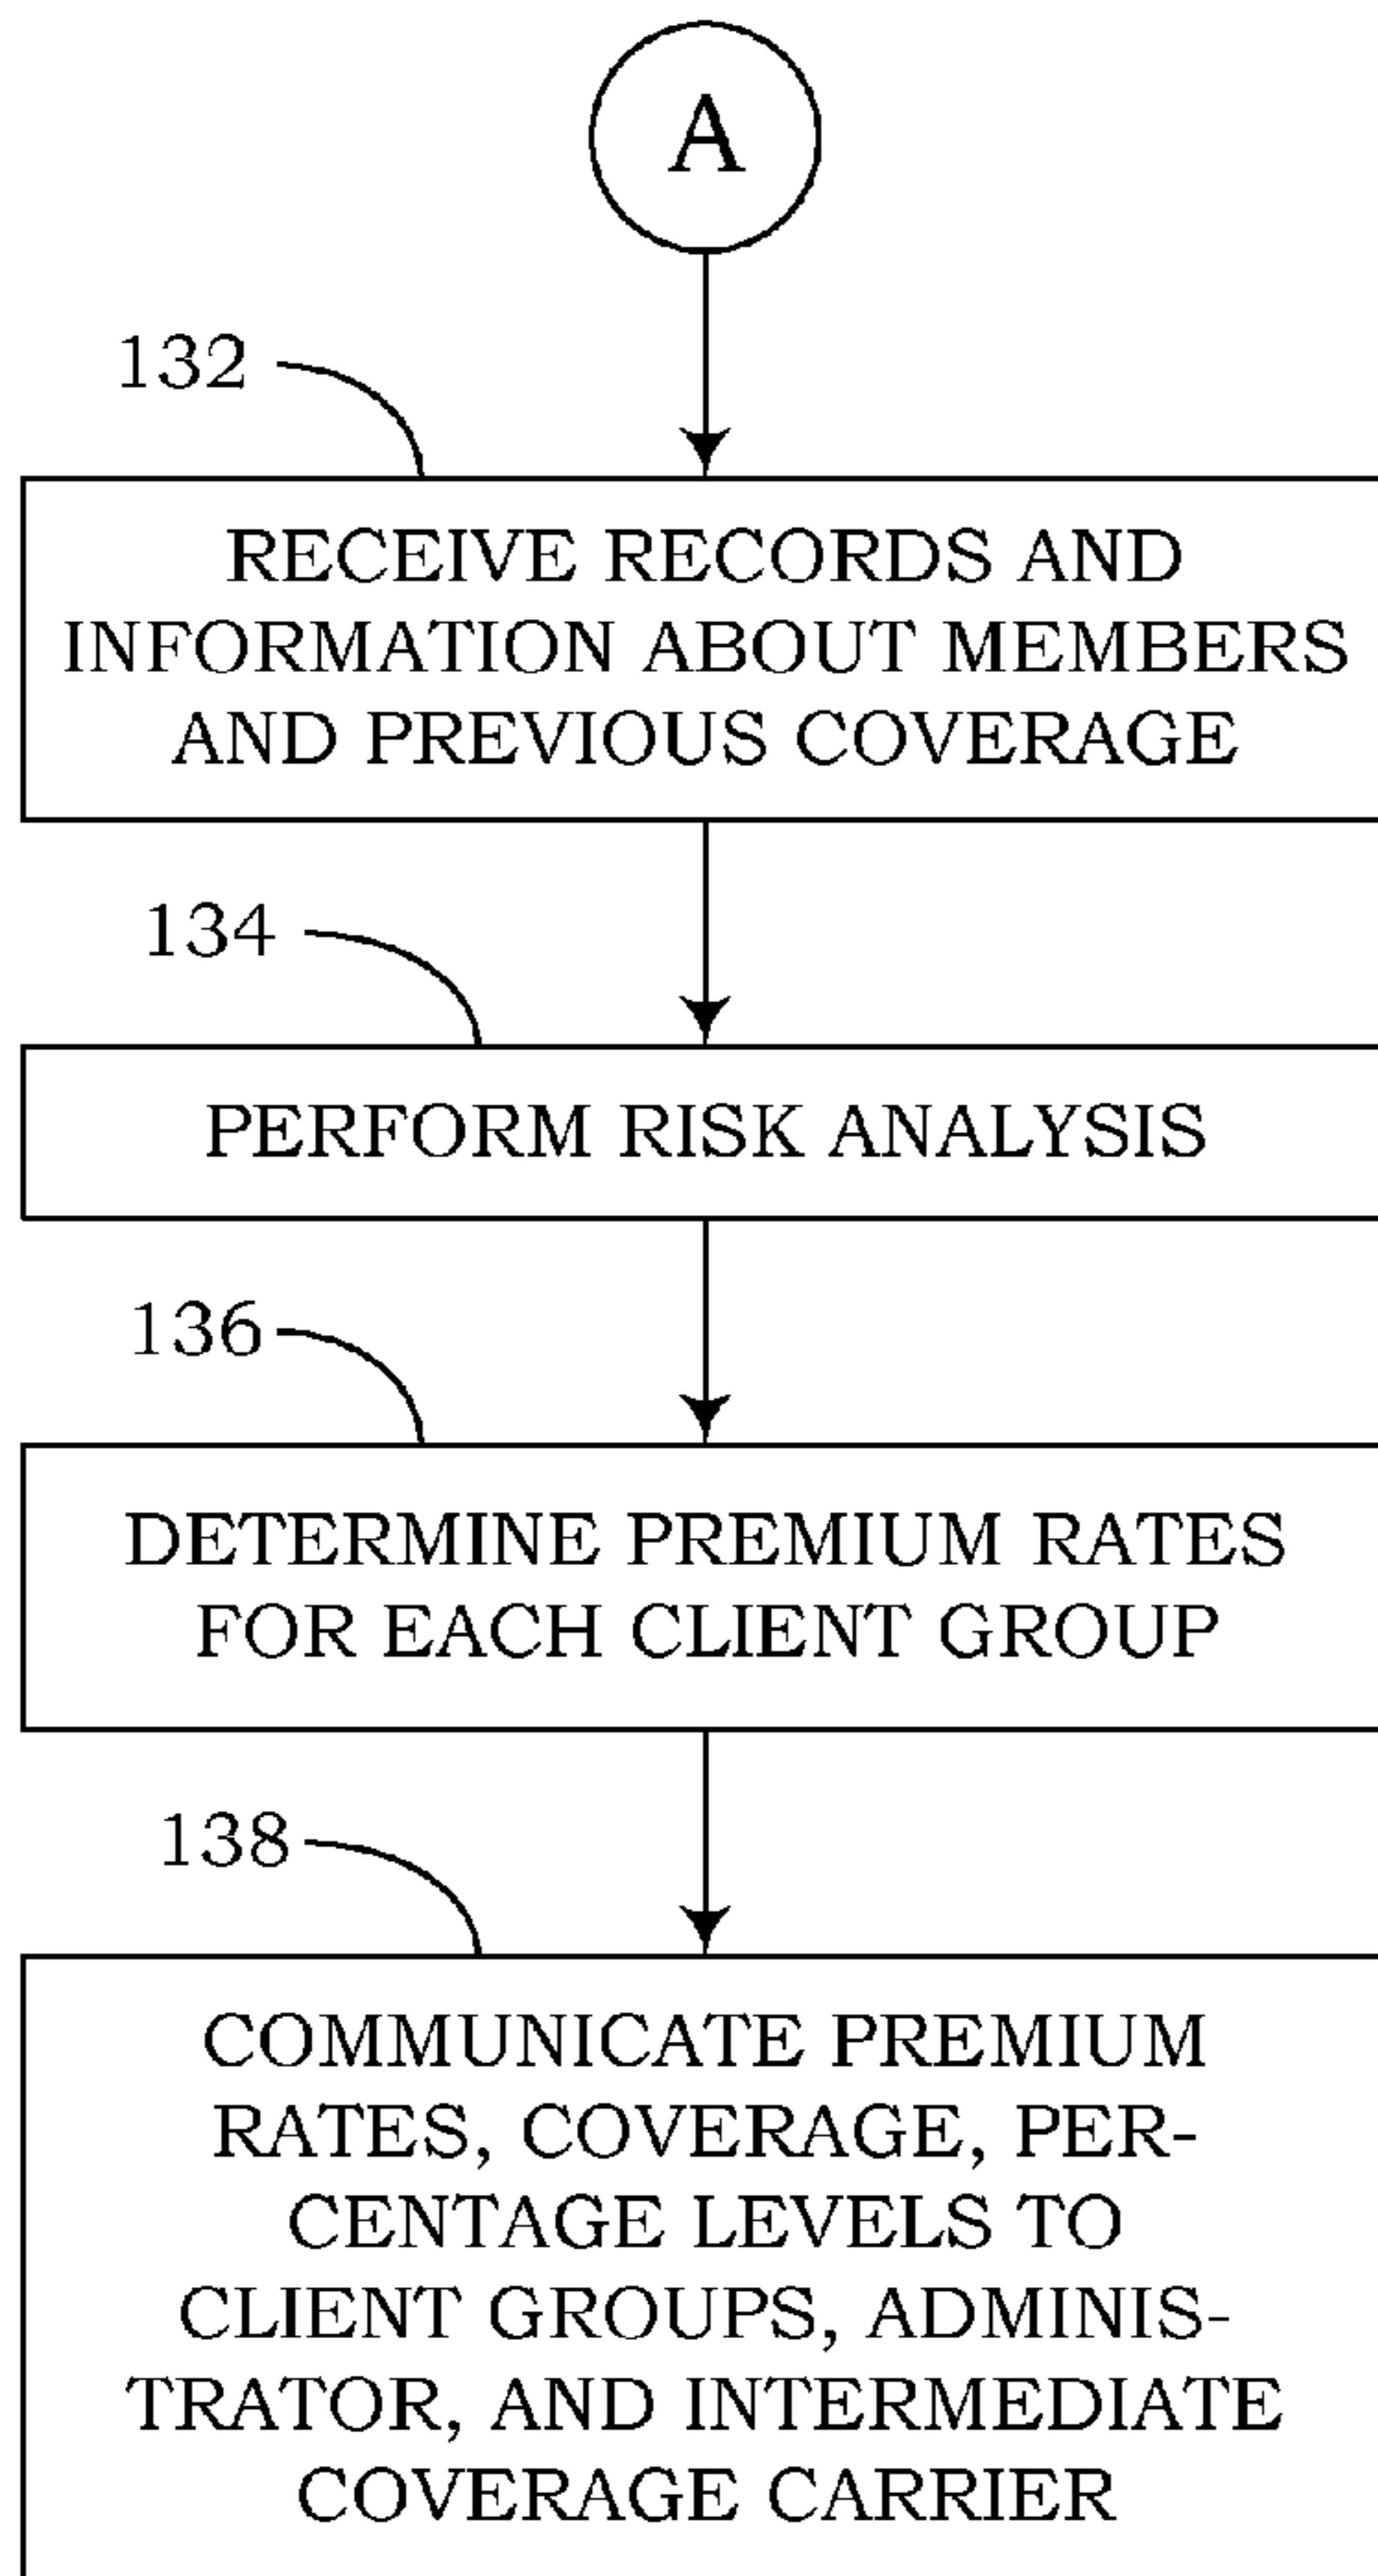 A
132
RECEIVE RECORDS AND
INFORMATION ABOUT MEMBERS
AND PREVIOUS COVERAGE
134
PERFORM RISK ANALYSIS
136
DETERMINE PREMIUM RATES
FOR EACH CLIENT GROUP
138
COMMUNICATE PREMIUM
RATES, COVERAGE, PER-
CENTAGE LEVELS TO
CLIENT GROUPS, ADMINIS-
TRATOR, AND INTERMEDIATE
COVERAGE CARRIER